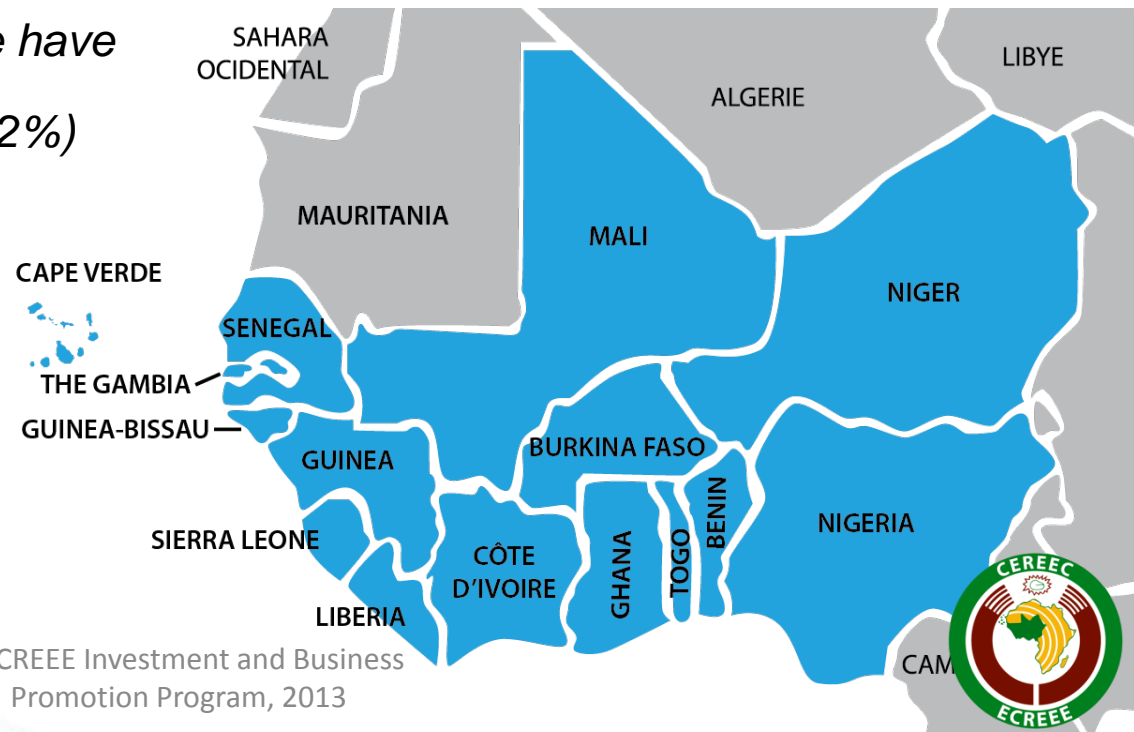 e have
2%)
SAHARA
OCIDENTAL
LIBYE
ALGERIE
MAURITANIA
MALI
CAPE VERDE
NIGER
SENEGAL
THE GAMBIA
GUINEA-BISSAU
BURKINA FASO
GUINEA
BENIN
NIGERIA
SIERRA LEONE
CÔTE
D'IVOIRE
GHANA
TOGO
LIBERIA
CREEE Investment and Business
Promotion Program, 2013
CAM
CEREEC
ECREEE